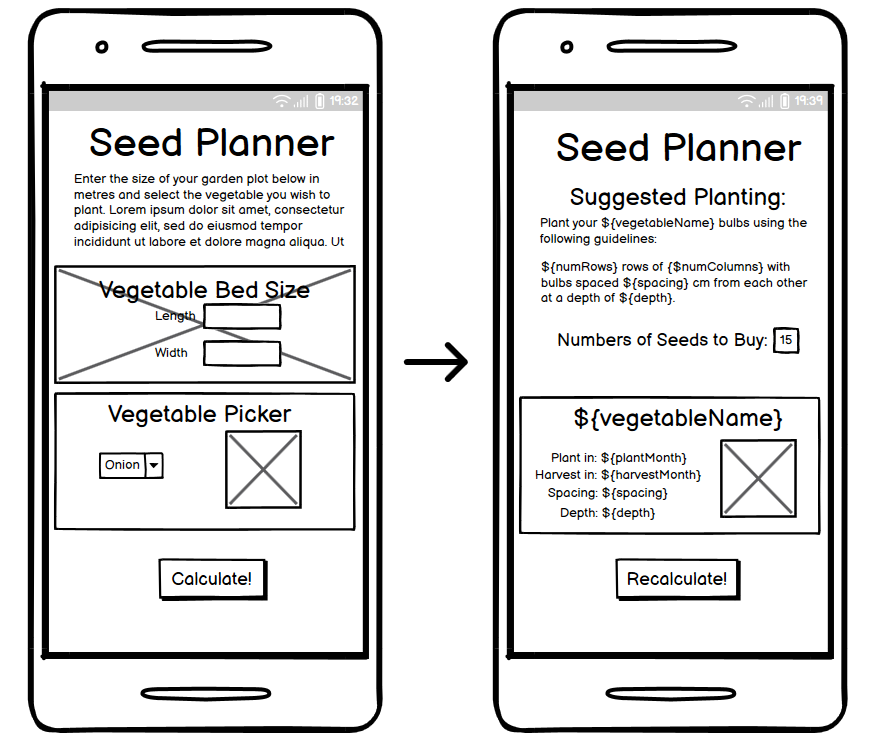 19:32
Seed Planner
Enter the size of your garden plot below in
metres and select the vegetable you wish to
plant. Lorem ipsum dolor sit amet, consectetur
adipisicing elit, sed do eiusmod tempor
incididunt ut labore et dolore magna aliqua. Ut
Vegetable Bed Size
Length
Width
Vegetable Picker
Onion
Calculate!
19:39
Seed Planner
Suggested Planting:
Plant your ${vegetableName} bulbs using the
following guidelines:
${numRows} rows of {$numColumns} with
bulbs spaced ${spacing} cm from each other
at a depth of ${depth}.
Numbers of Seeds to Buy: 15
${vegetableName}
Plant in: ${plantMonth}
Harvest in: ${harvestMonth}
Spacing: ${spacing}
Depth: ${depth}
Recalculate!